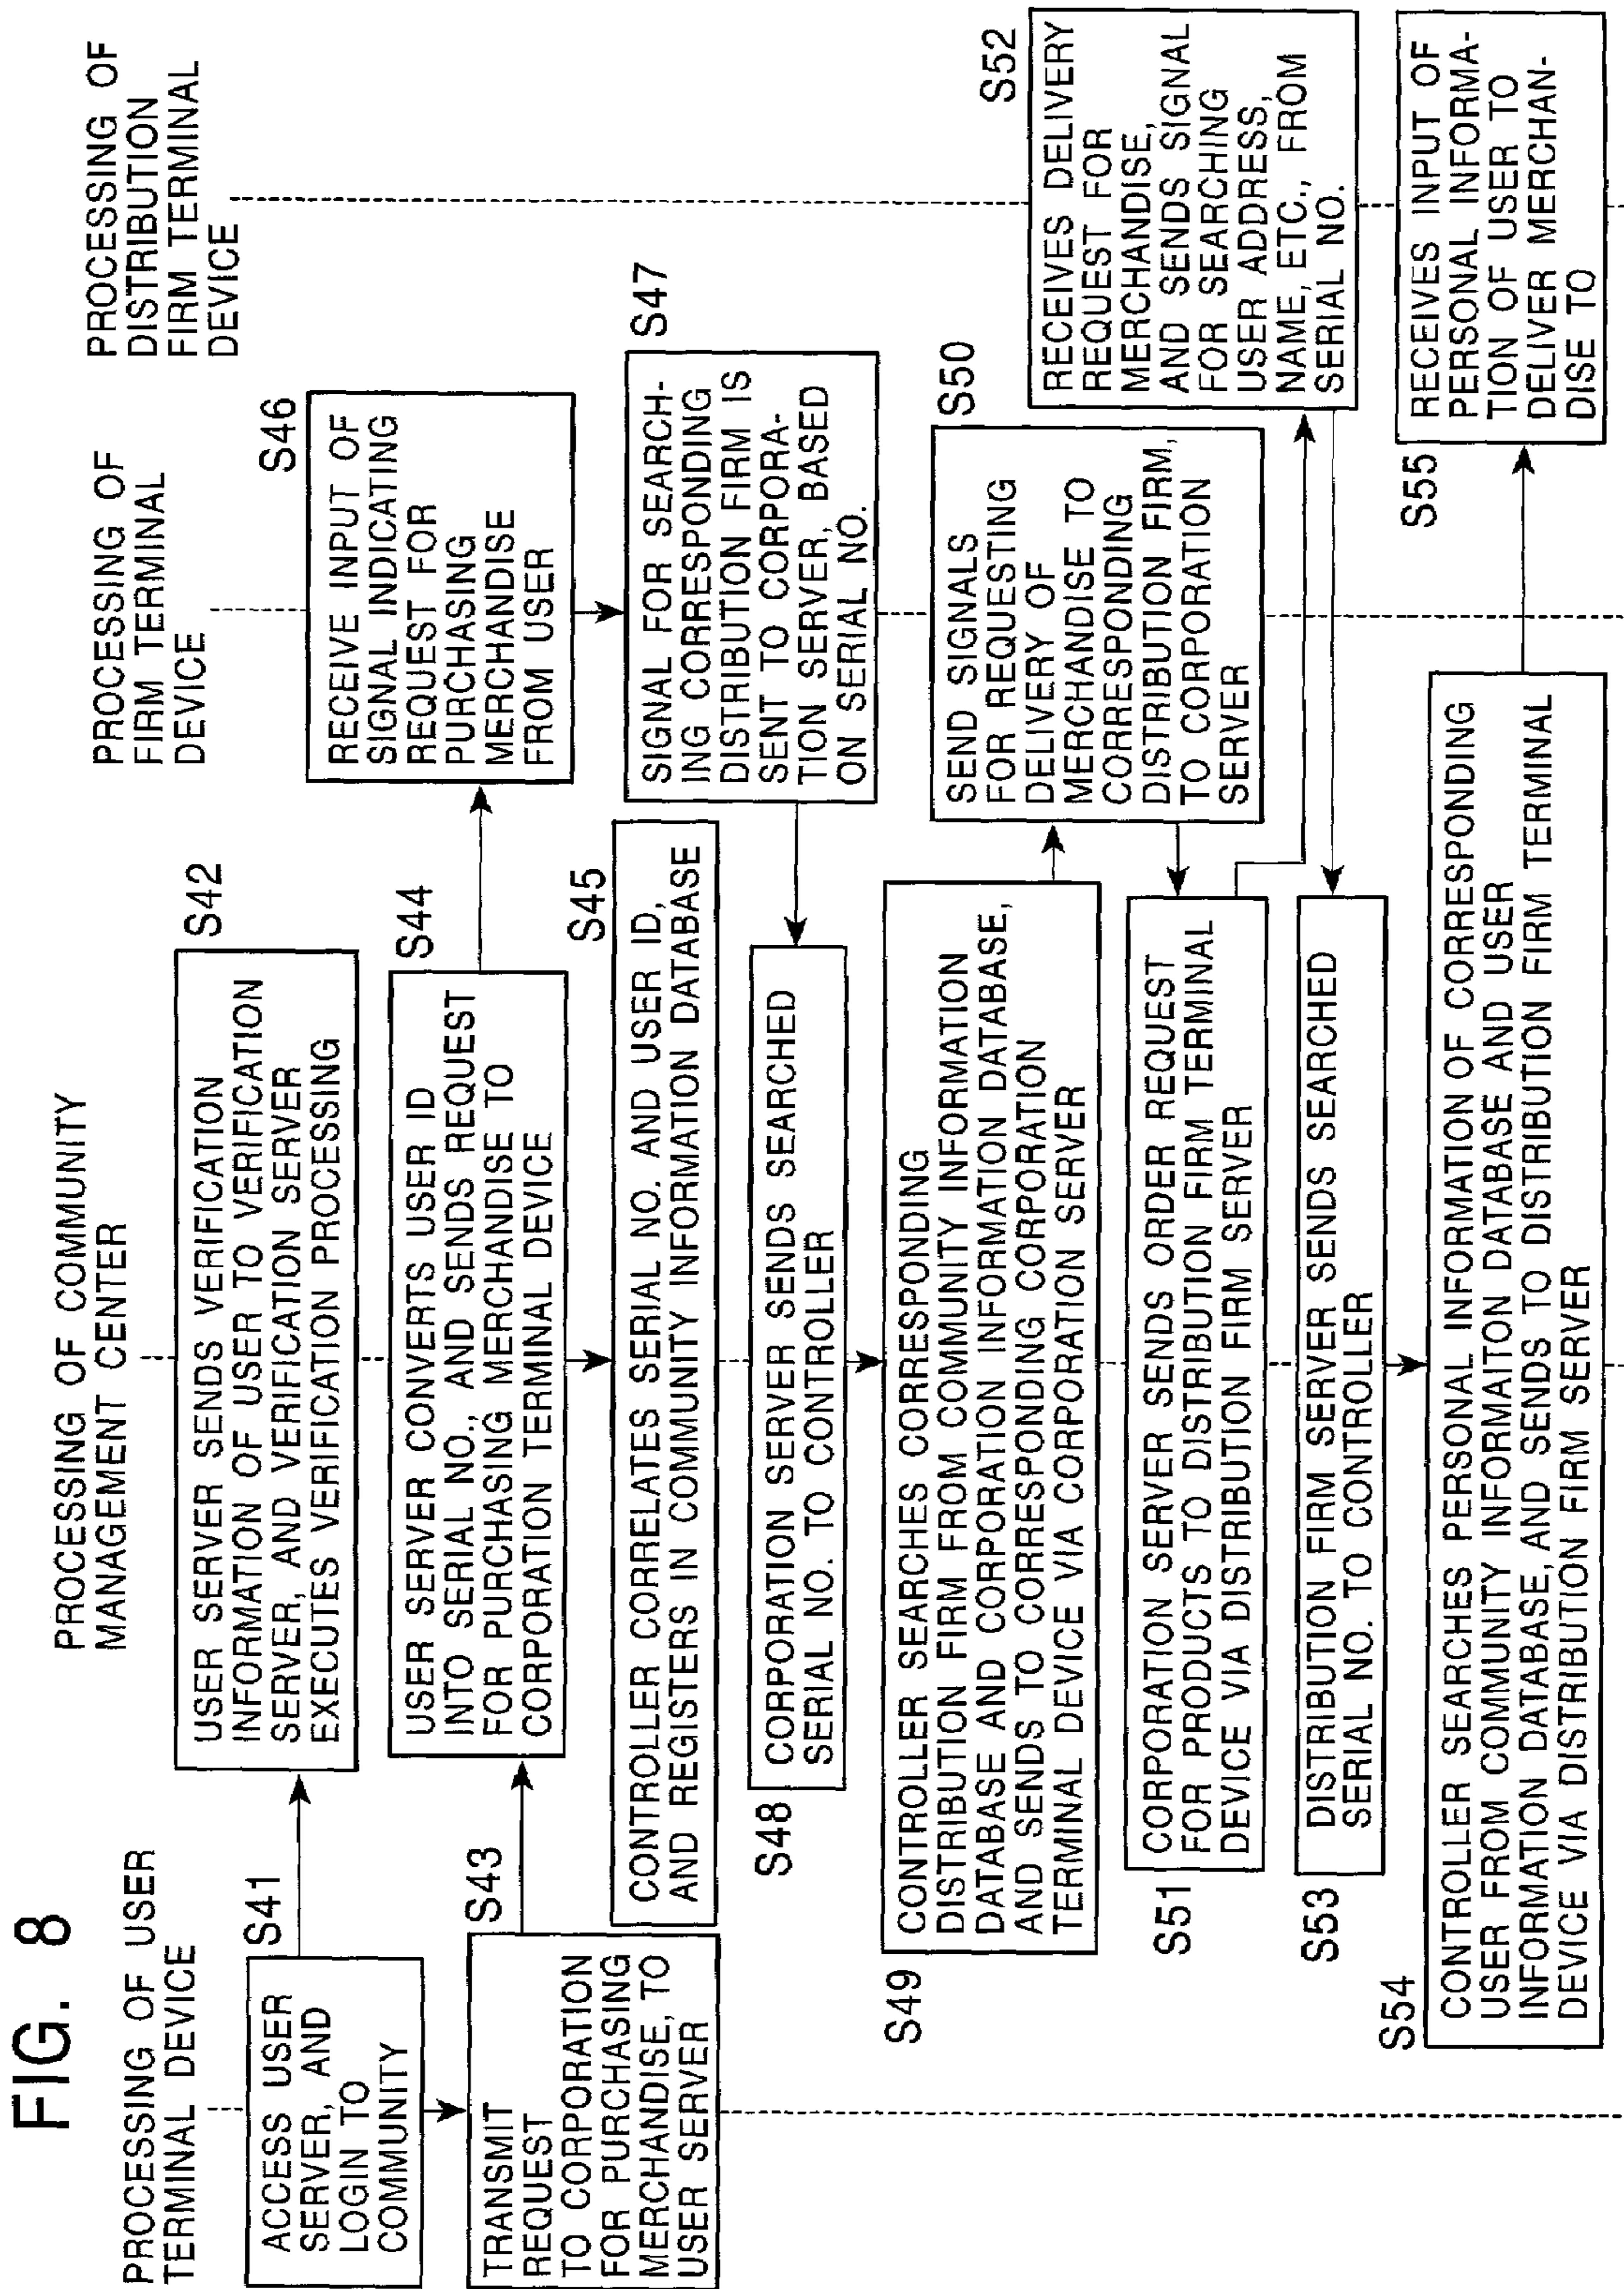 FIG. 8
PROCESSING OF USER
TERMINAL DEVICE
PROCESSING OF COMMUNITY
MANAGEMENT CENTER
PROCESSING OF
FIRM TERMINAL
DEVICE
PROCESSING OF
DISTRIBUTION
FIRM TERMINAL
DEVICE
S41
ACCESS USER
SERVER, AND
LOGIN TO
COMMUNITY
S42
USER SERVER SENDS VERIFICATION
INFORMATION OF USER TO VERIFICATION
SERVER, AND VERIFICATION SERVER
EXECUTES VERIFICATION PROCESSING
S43
TRANSMIT
REQUEST
TO CORPORATION
FOR PURCHASING
MERCHANDISE, TO
USER SERVER
S44
USER SERVER CONVERTS USER ID
INTO SERIAL NO., AND SENDS REQUEST
FOR PURCHASING MERCHANDISE TO
CORPORATION TERMINAL DEVICE
S45
CONTROLLER CORRELATES SERIAL NO. AND USER ID,
AND REGISTERS IN COMMUNITY INFORMATION DATABASE
S46
RECEIVE INPUT OF
SIGNAL INDICATING
REQUEST FOR
PURCHASING
MERCHANDISE
FROM USER
S47
SIGNAL FOR SEARCH-
ING CORRESPONDING
DISTRIBUTION FIRM IS
SENT TO CORPORA-
TION SERVER, BASED
ON SERIAL NO.
S48
CORPORATION SERVER SENDS SEARCHED
SERIAL NO. TO CONTROLLER
S49
CONTROLLER SEARCHES CORRESPONDING
DISTRIBUTION FIRM FROM COMMUNITY INFORMATION
DATABASE AND CORPORATION INFORMATION DATABASE,
AND SENDS TO CORRESPONDING CORPORATION
TERMINAL DEVICE VIA CORPORATION SERVER
S50
SEND SIGNALS
FOR REQUESTING
DELIVERY OF
MERCHANDISE TO
CORRESPONDING
DISTRIBUTION FIRM,
TO CORPORATION
SERVER
S51
CORPORATION SERVER SENDS ORDER REQUEST
FOR PRODUCTS TO DISTRIBUTION FIRM TERMINAL
DEVICE VIA DISTRIBUTION FIRM SERVER
S52
RECEIVES DELIVERY
REQUEST FOR
MERCHANDISE,
AND SENDS SIGNAL
FOR SEARCHING
USER ADDRESS,
NAME, ETC., FROM
SERIAL NO.
S53
DISTRIBUTION FIRM SERVER SENDS SEARCHED
SERIAL NO. TO CONTROLLER
S54
CONTROLLER SEARCHES PERSONAL INFORMATION OF CORRESPONDING
USER FROM COMMUNITY INFORMAITON DATABASE AND USER
INFORMATION DATABASE, AND SENDS TO DISTRIBUTION FIRM TERMINAL
DEVICE VIA DISTRIBUTION FIRM SERVER
S55
RECEIVES INPUT OF
PERSONAL INFORMA-
TION OF USER TO
DELIVER MERCHAN-
DISE TO